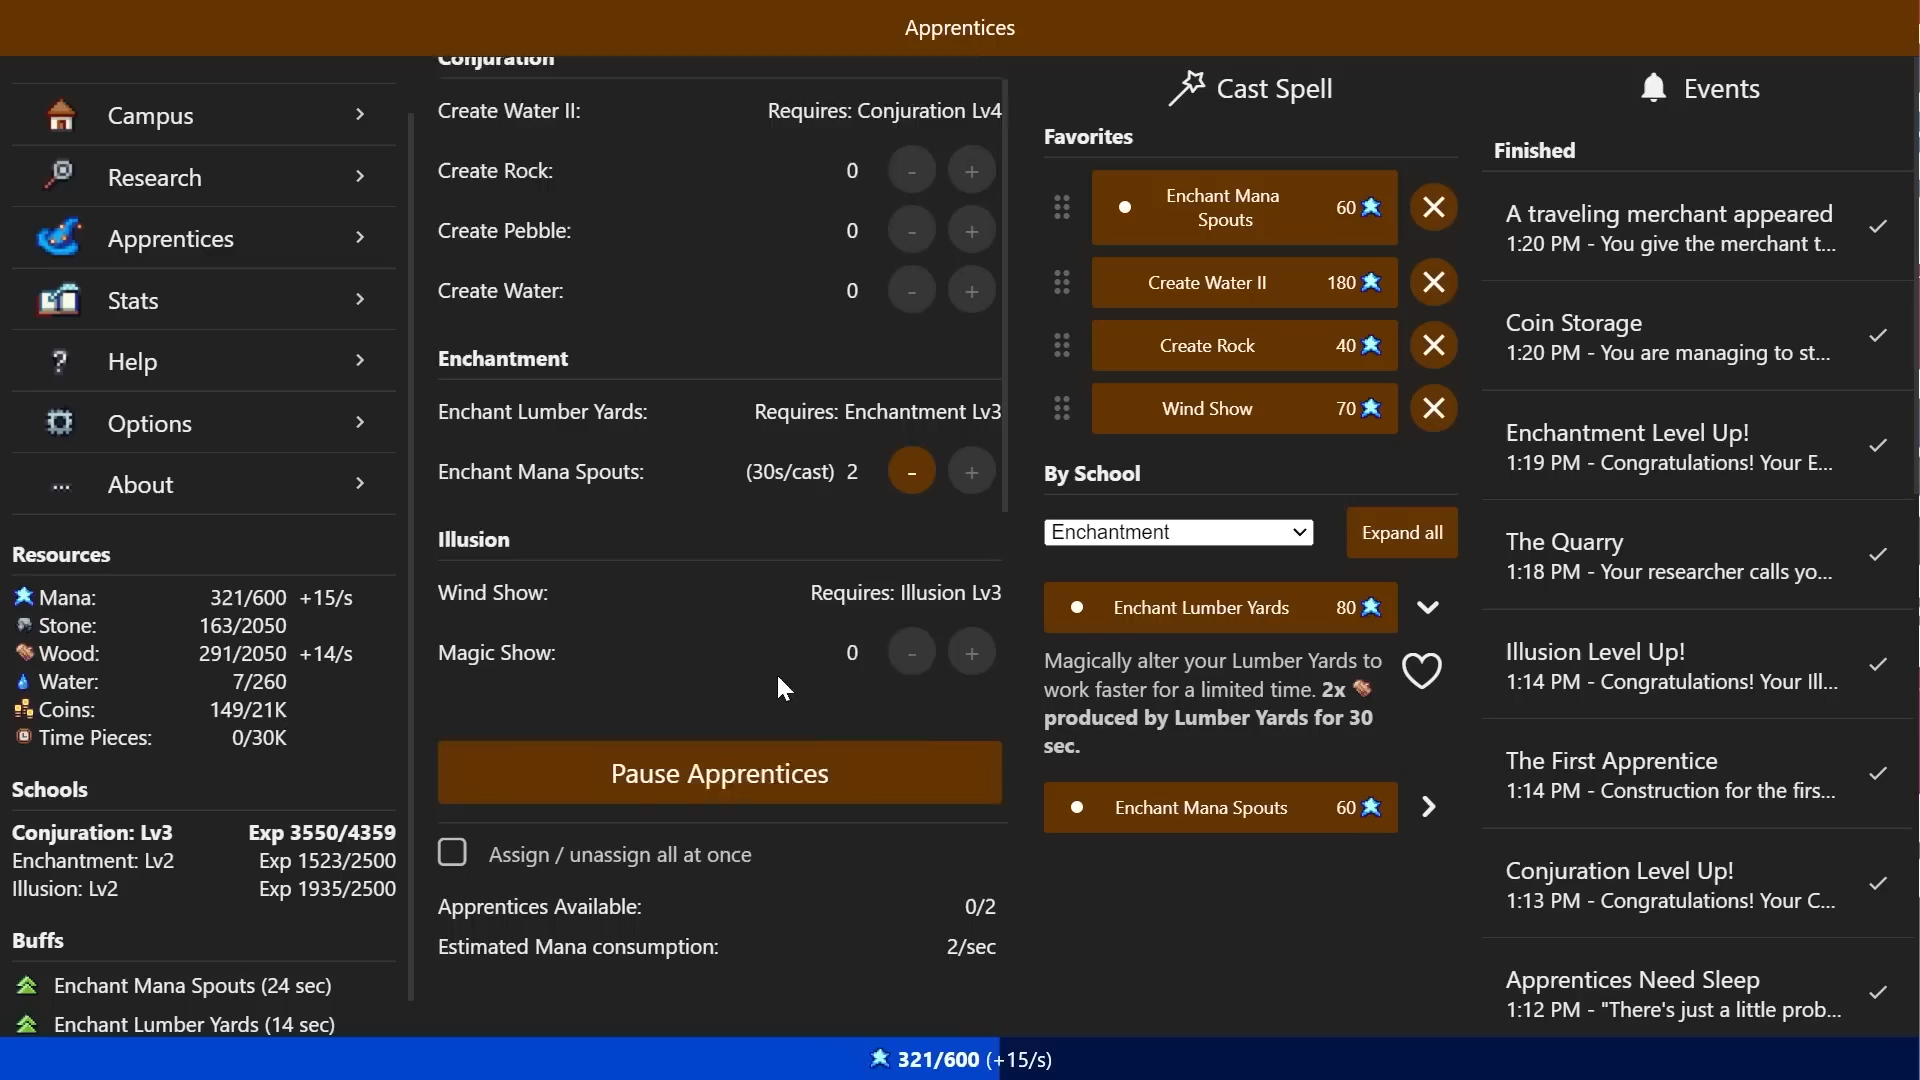 Apprentices
Campus
Research
Apprentices
Stats
Help
Options
About
Resources
Mana: 321/600 +15/s
Stone: 163/2050
Wood: 291/2050 +14/s
Water: 7/260
Coins: 149/21K
Time Pieces: 0/30K
Schools
Conjuration: Lv3 Exp 3550/4359
Enchantment: Lv2 Exp 1523/2500
Illusion: Lv2 Exp 1935/2500
Buffs
Enchant Mana Spouts (24 sec)
Enchant Lumber Yards (14 sec)
Conjuration
Create Water II: Requires: Conjuration Lv4
Create Rock: 0 - +
Create Pebble: 0 - +
Create Water: 0 - +
Enchantment
Enchant Lumber Yards: Requires: Enchantment Lv3
Enchant Mana Spouts: (30s/cast) 2 - +
Illusion
Wind Show: Requires: Illusion Lv3
Magic Show: 0 - +
Pause Apprentices
Assign / unassign all at once
Apprentices Available: 0/2
Estimated Mana consumption: 2/sec
Cast Spell
Favorites
Enchant Mana
Spouts 60
Create Water II 180
Create Rock 40
Wind Show 70
By School
Enchantment Expand all
Enchant Lumber Yards 80
Magically alter your Lumber Yards to
work faster for a limited time. 2x
produced by Lumber Yards for 30
sec.
Enchant Mana Spouts 60
Events
Finished
A traveling merchant appeared
1:20 PM - You give the merchant t...
Coin Storage
1:20 PM - You are managing to st...
Enchantment Level Up!
1:19 PM - Congratulations! Your E...
The Quarry
1:18 PM - Your researcher calls yo...
Illusion Level Up!
1:14 PM - Congratulations! Your Ill...
The First Apprentice
1:14 PM - Construction for the firs...
Conjuration Level Up!
1:13 PM - Congratulations! Your C...
Apprentices Need Sleep
1:12 PM - "There's just a little prob...
321/600 (+15/s)